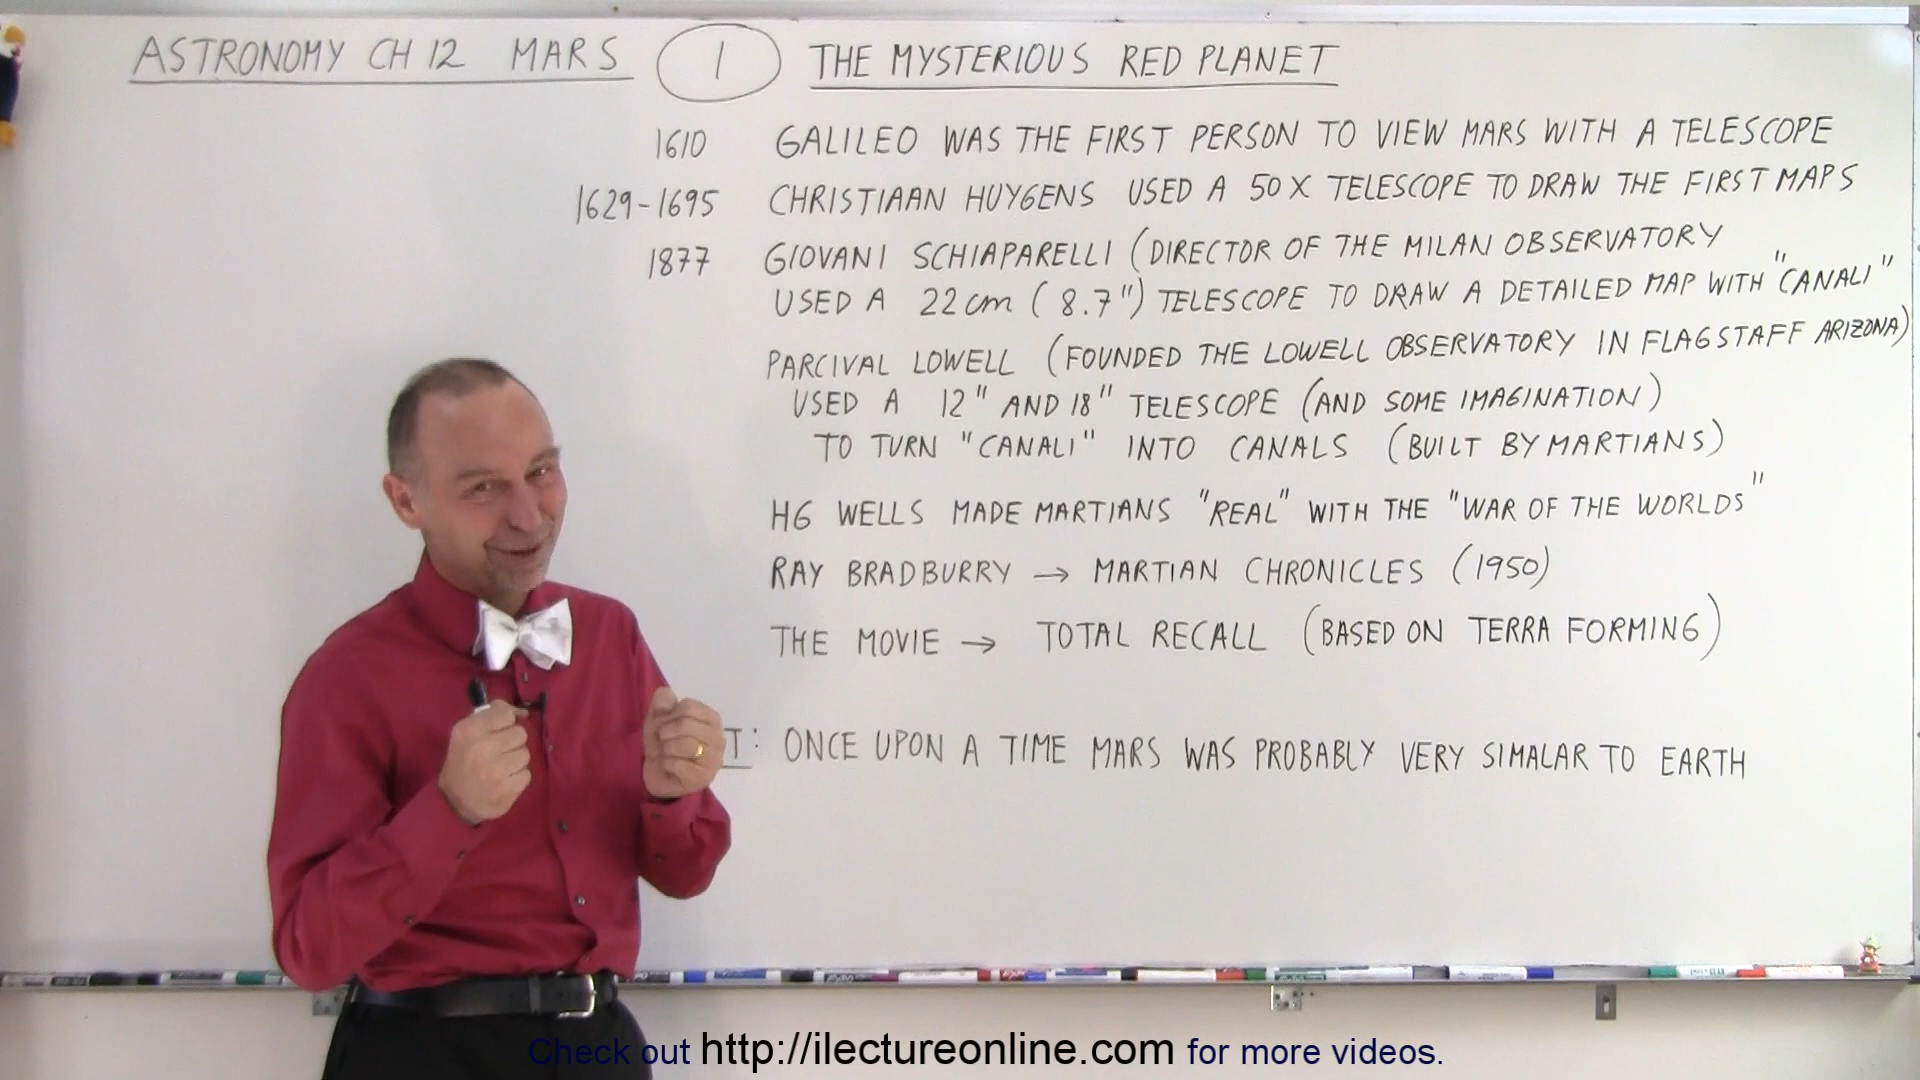 ASTRONOMY CH 12 MARS 1 THE MYSTERIOUS RED PLANET
1610 GALILEO WAS THE FIRST PERSON TO VIEW MARS WITH A TELESCOPE
1629-1695 CHRISTIAAN HUYGENS USED A 50X TELESCOPE TO DRAW THE FIRST MAPS
1877 GIOVANI SCHIAPARELLI (DIRECTOR OF THE MILAN OBSERVATORY
USED A 22cm (8.7") TELESCOPE TO DRAW A DETAILED MAP WITH "CANALI"
PARCIVAL LOWELL (FOUNDED THE LOWELL OBSERVATORY IN FLAGSTAFF ARIZONA)
USED A 12" AND 18" TELESCOPE (AND SOME IMAGINATION)
TO TURN "CANALI" INTO CANALS (BUILT BY MARTIANS)
HG WELLS MADE MARTIANS "REAL" WITH THE "WAR OF THE WORLDS"
RAY BRADBURRY → MARTIAN CHRONICLES (1950)
THE MOVIE → TOTAL RECALL (BASED ON TERRA FORMING)
T: ONCE UPON A TIME MARS WAS PROBABLY VERY SIMALAR TO EARTH
Check out http://ilectureonline.com for more videos.